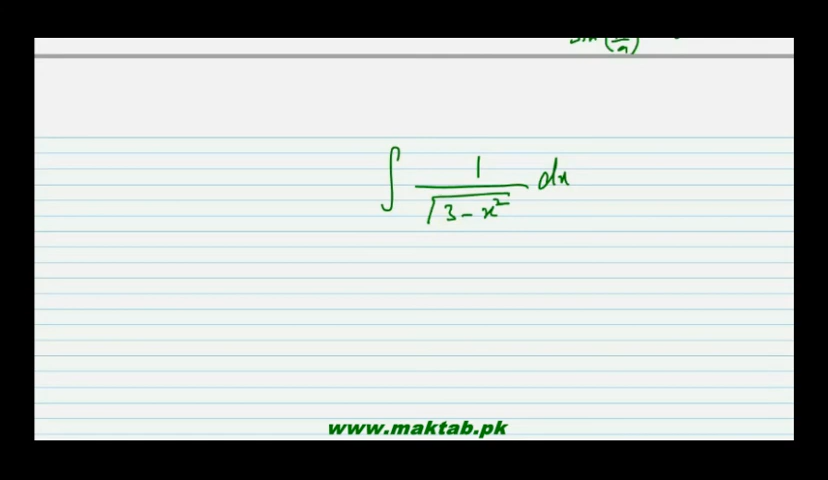 ∫ 1/√(3 - x²) dx
www.maktab.pk